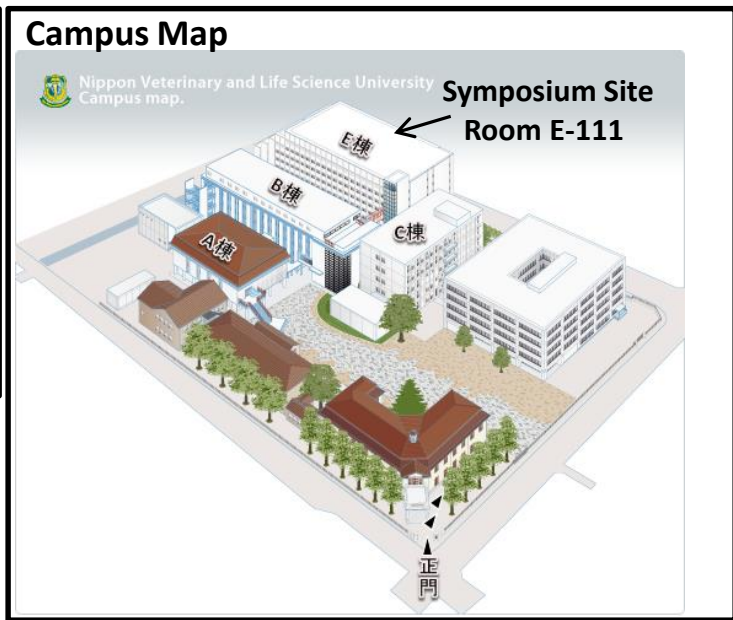 Campus Map
Nippon Veterinary and Life Science University
Campus map.
Symposium Site
Room E-111
E棟
B棟
A棟
C棟
正門